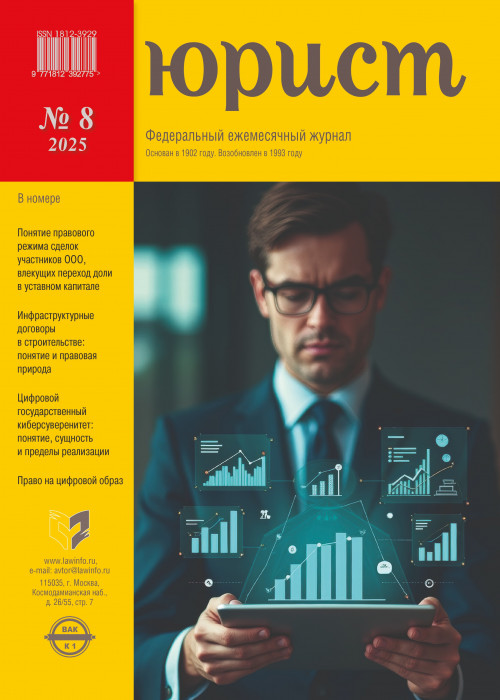 ISSN 1812-3929
9 771812 392775
№ 8
2025
юрист
Федеральный ежемесячный журнал
Основан в 1902 году. Возобновлен в 1993 году
В номере
Понятие правового
режима сделок
участников ООО,
влекущих переход доли
в уставном капитале
Инфраструктурные
договоры
в строительстве:
понятие и правовая
природа
Цифровой
государственный
киберсуверенитет:
понятие, сущность
и пределы реализации
Право на цифровой образ
www.lawinfo.ru,
e-mail: avtor@lawinfo.ru
115035, г. Москва,
Космодамианская наб.,
д. 26/55, стр. 7
ВАК
К 1